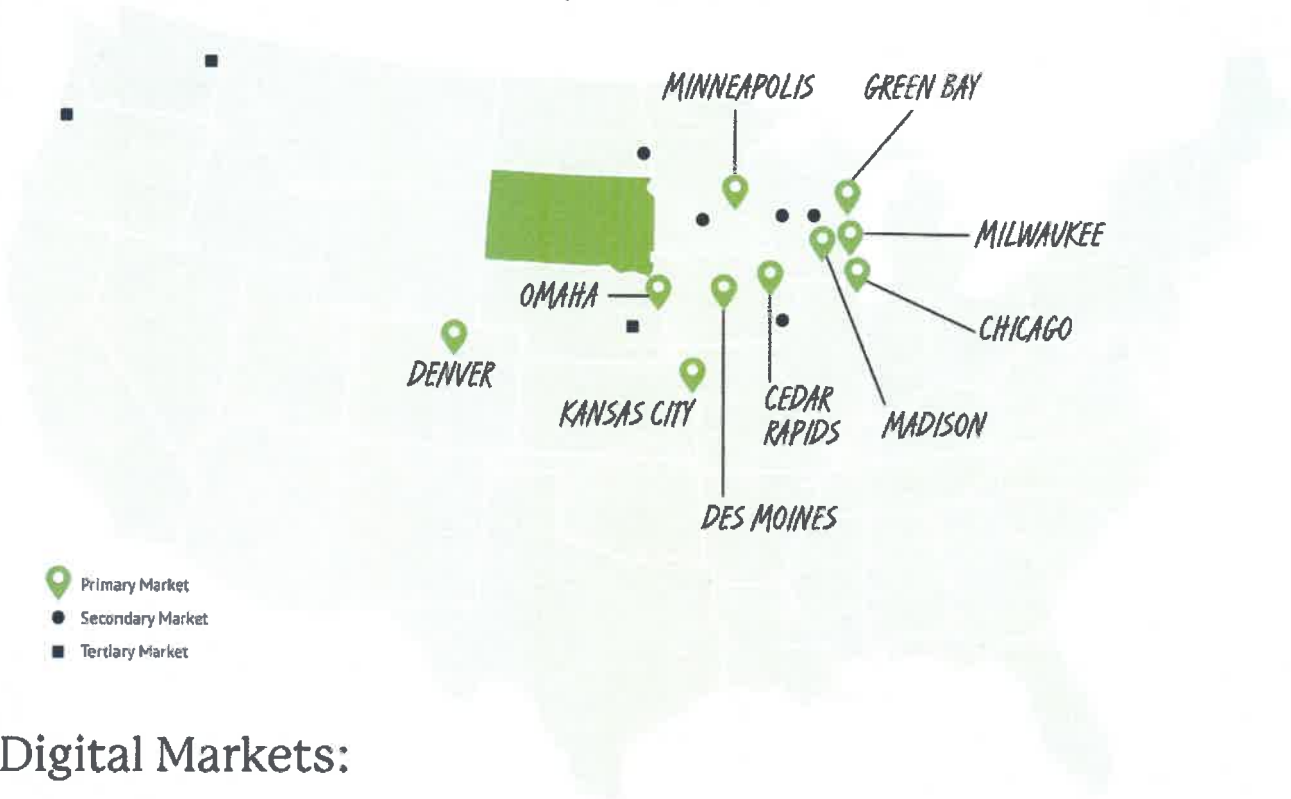 MINNEAPOLIS
GREEN BAY
MILWAUKEE
OMAHA
CHICAGO
DENVER
KANSAS CITY
CEDAR
RAPIDS
MADISON
DES MOINES
Primary Market
Secondary Market
Tertiary Market
Digital Markets: